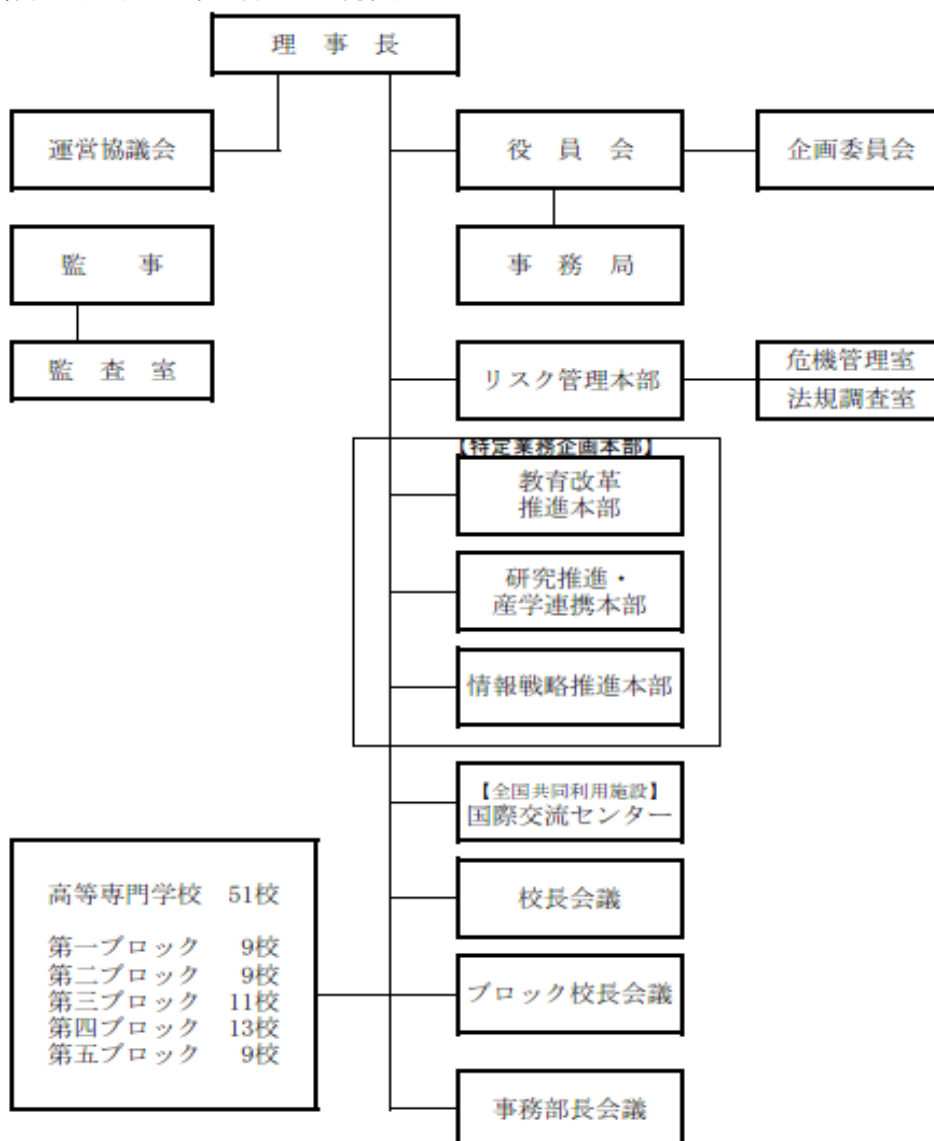 理 事 長
運営協議会
役 員 会
企画委員会
監 事
事 務 局
監 査 室
リスク管理本部
危機管理室
法規調査室
【特定業務企画本部】
教育改革
推進本部
研究推進・
産学連携本部
情報戦略推進本部
【全国共同利用施設】
国際交流センター
高等専門学校 51校
第一ブロック 9校
第二ブロック 9校
第三ブロック 11校
第四ブロック 13校
第五ブロック 9校
校長会議
ブロック校長会議
事務部長会議